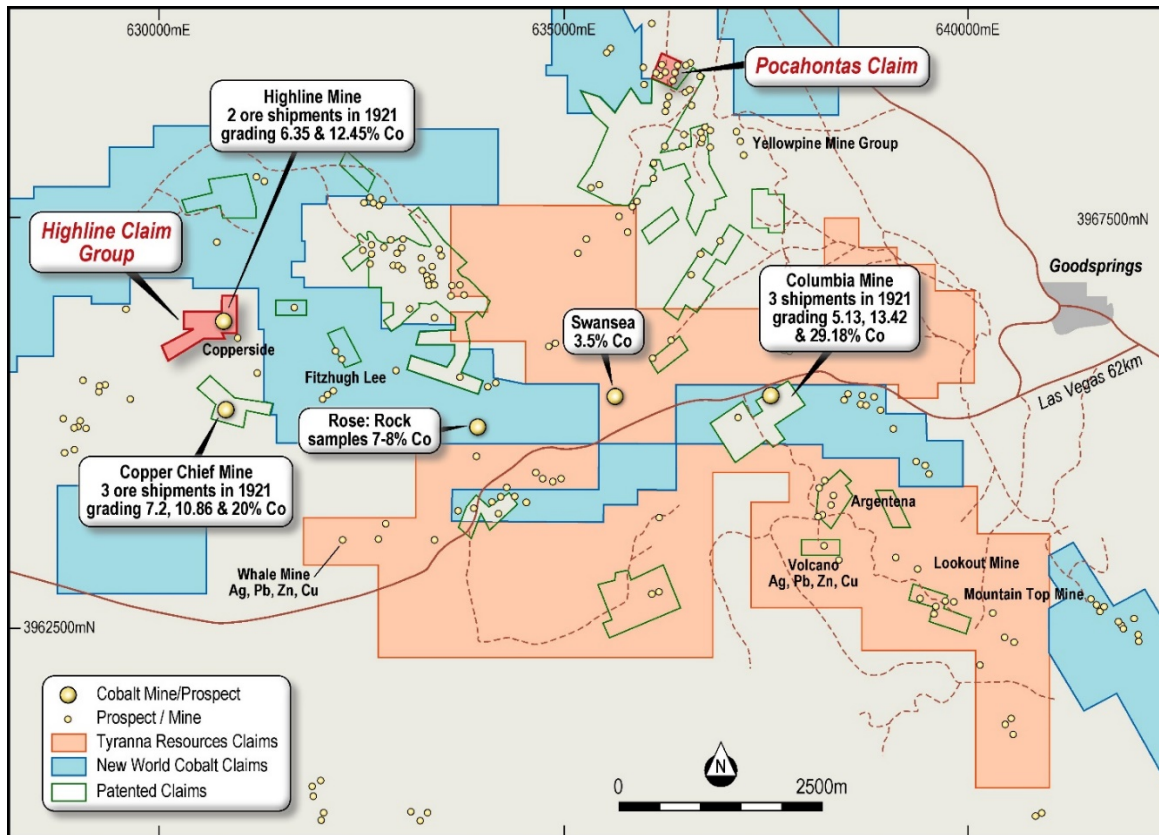 630000mE
635000mE
640000mE
Pocahontas Claim
Highline Mine
2 ore shipments in 1921
grading 6.35 & 12.45% Co
Yellowpine Mine Group
3967500mN
Highline Claim
Group
Goodsprings
Columbia Mine
3 shipments in 1921
grading 5.13, 13.42
& 29.18% Co
Swansea
3.5% Co
Copperside
Fitzhugh Lee
Las Vegas 62km
Rose: Rock
samples 7-8% Co
Copper Chief Mine
3 ore shipments in 1921
grading 7.2, 10.86 & 20% Co
Argentena
Whale Mine
Ag, Pb, Zn, Cu
Volcano
Ag, Pb, Zn, Cu
Lookout Mine
Mountain Top Mine
3962500mN
Cobalt Mine/Prospect
Prospect / Mine
Tyranna Resources Claims
New World Cobalt Claims
Patented Claims
N
0
2500m